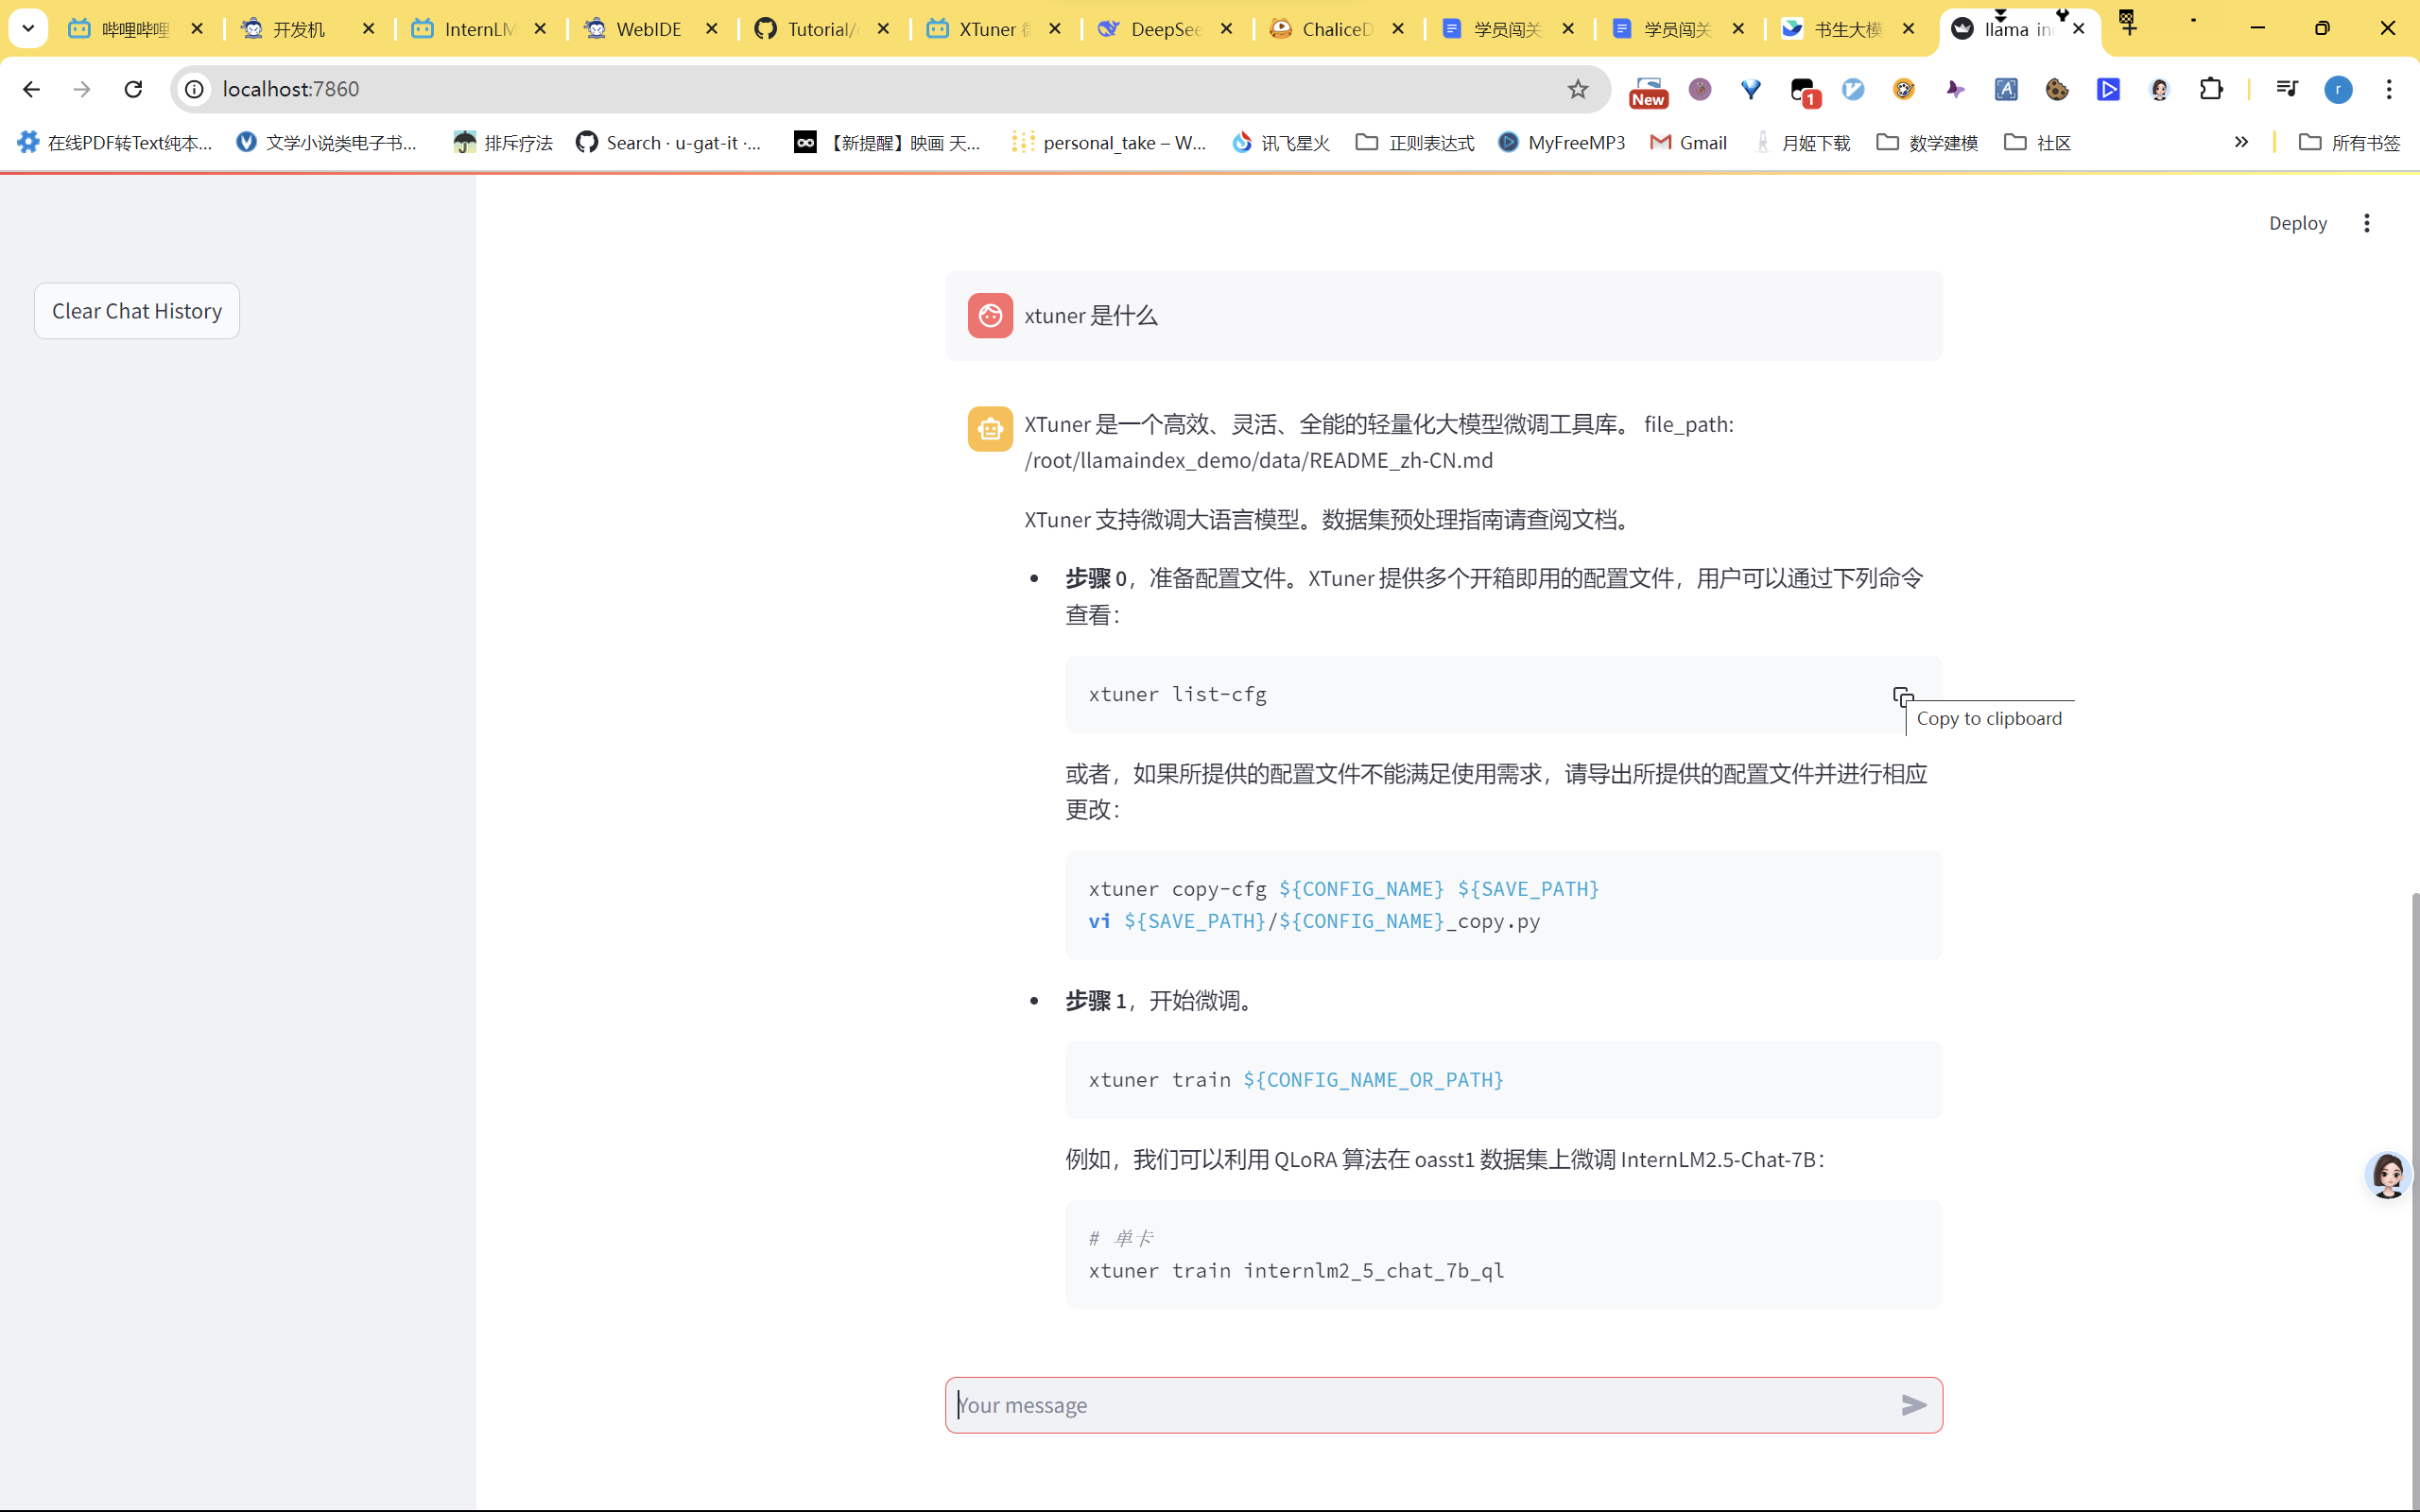 哔哩哔哩
开发机
InternLM
WebIDE
Tutorial/
XTuner 微
DeepSee
ChaliceD
学员闯关
学员闯关
书生大模
llama in
localhost:7860
New
1
r
在线PDF转Text纯本...
文学小说类电子书...
排斥疗法
Search · u-gat-it ·...
【新提醒】映画 天...
personal_take – W...
讯飞星火
正则表达式
MyFreeMP3
Gmail
月姬下载
数学建模
社区
所有书签
Deploy
Clear Chat History
xtuner 是什么
XTuner 是一个高效、灵活、全能的轻量化大模型微调工具库。 file_path:
/root/llamaindex_demo/data/README_zh-CN.md
XTuner 支持微调大语言模型。数据集预处理指南请查阅文档。
• 步骤 0，准备配置文件。XTuner 提供多个开箱即用的配置文件，用户可以通过下列命令
查看：
xtuner list-cfg
Copy to clipboard
或者，如果所提供的配置文件不能满足使用需求，请导出所提供的配置文件并进行相应
更改：
xtuner copy-cfg ${CONFIG_NAME} ${SAVE_PATH}
vi ${SAVE_PATH}/${CONFIG_NAME}_copy.py
• 步骤 1，开始微调。
xtuner train ${CONFIG_NAME_OR_PATH}
例如，我们可以利用 QLoRA 算法在 oasst1 数据集上微调 InternLM2.5-Chat-7B：
# 单卡
xtuner train internlm2_5_chat_7b_ql
Your message